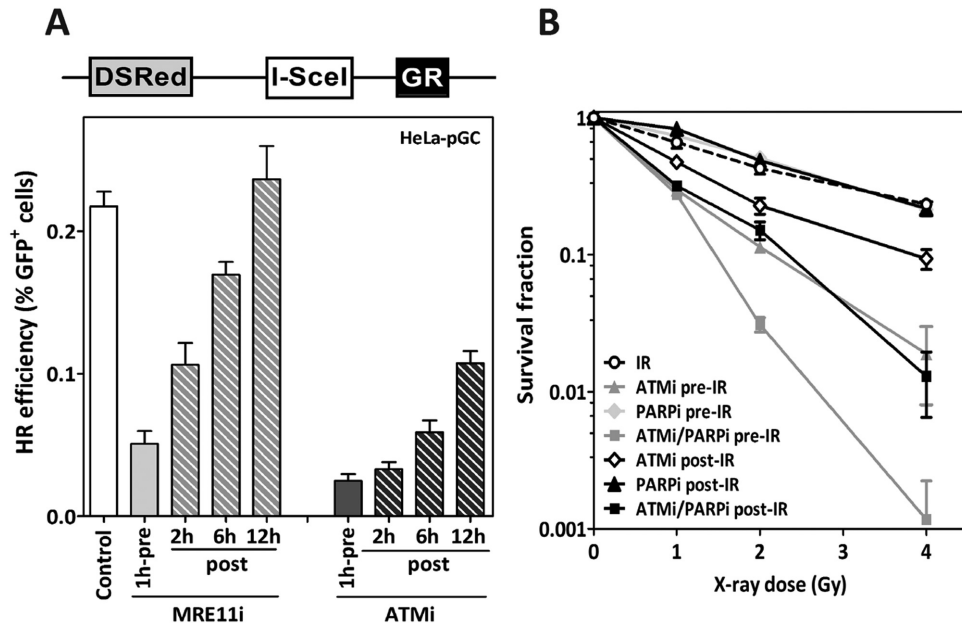 A
DSRed I-SceI GR
HeLa-pGC
HR efficiency (% GFP⁺ cells)
0.2
0.1
0.0
Control 1h-pre 2h 6h 12h 1h-pre 2h 6h 12h
post post
MRE11i ATMi
B
Survival fraction
1
0.1
0.01
0.001
IR
ATMi pre-IR
PARPi pre-IR
ATMi/PARPi pre-IR
ATMi post-IR
PARPi post-IR
ATMi/PARPi post-IR
0 1 2 3 4
X-ray dose (Gy)